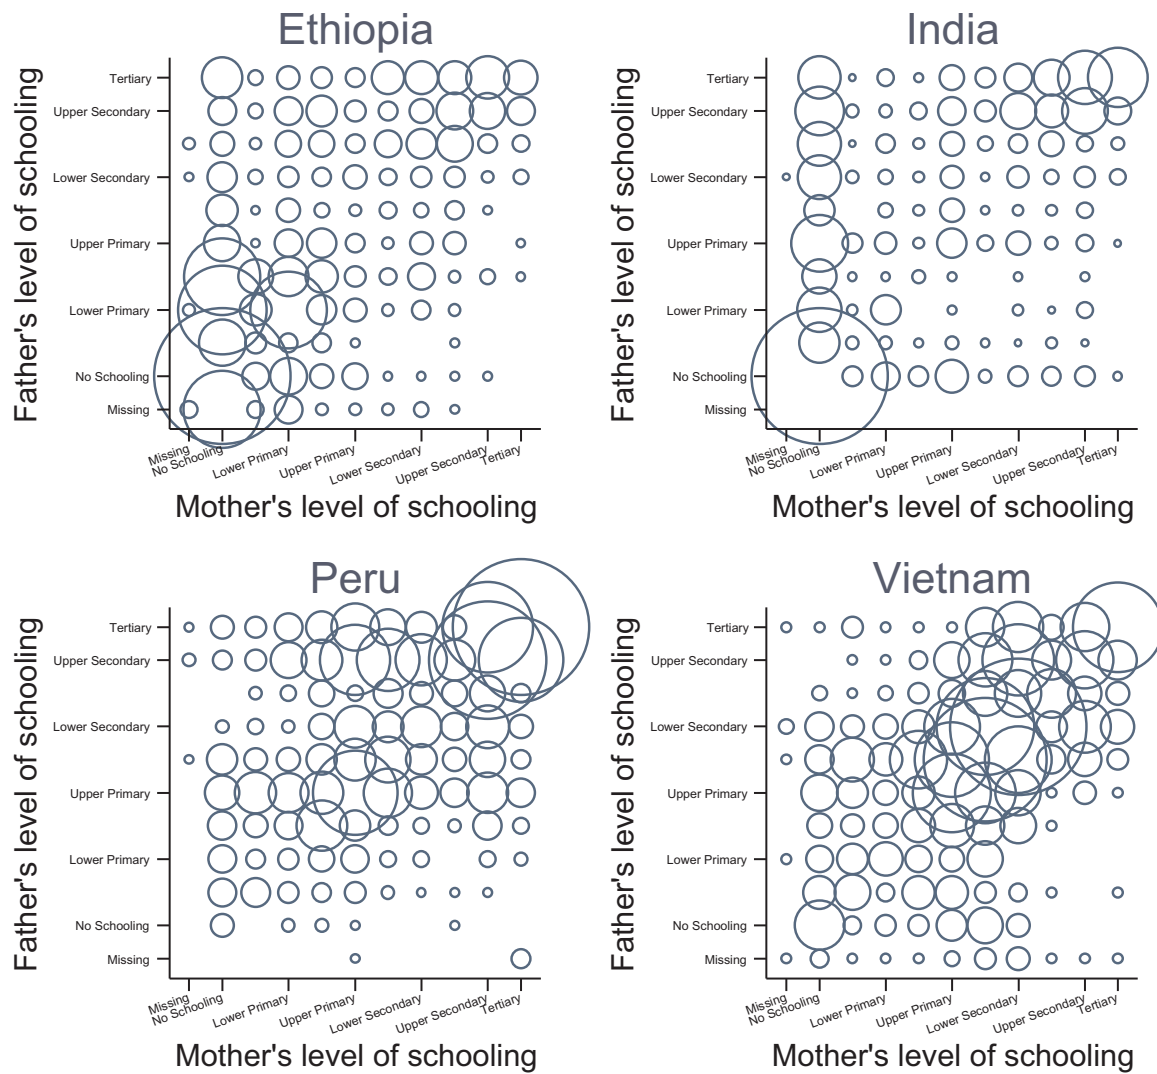 Ethiopia
Father's level of schooling
Tertiary
Upper Secondary
Lower Secondary
Upper Primary
Lower Primary
No Schooling
Missing
Missing
No Schooling
Lower Primary
Upper Primary
Lower Secondary
Upper Secondary
Tertiary
Mother's level of schooling
India
Father's level of schooling
Tertiary
Upper Secondary
Lower Secondary
Upper Primary
Lower Primary
No Schooling
Missing
Missing
No Schooling
Lower Primary
Upper Primary
Lower Secondary
Upper Secondary
Tertiary
Mother's level of schooling
Peru
Father's level of schooling
Tertiary
Upper Secondary
Lower Secondary
Upper Primary
Lower Primary
No Schooling
Missing
Missing
No Schooling
Lower Primary
Upper Primary
Lower Secondary
Upper Secondary
Tertiary
Mother's level of schooling
Vietnam
Father's level of schooling
Tertiary
Upper Secondary
Lower Secondary
Upper Primary
Lower Primary
No Schooling
Missing
Missing
No Schooling
Lower Primary
Upper Primary
Lower Secondary
Upper Secondary
Tertiary
Mother's level of schooling